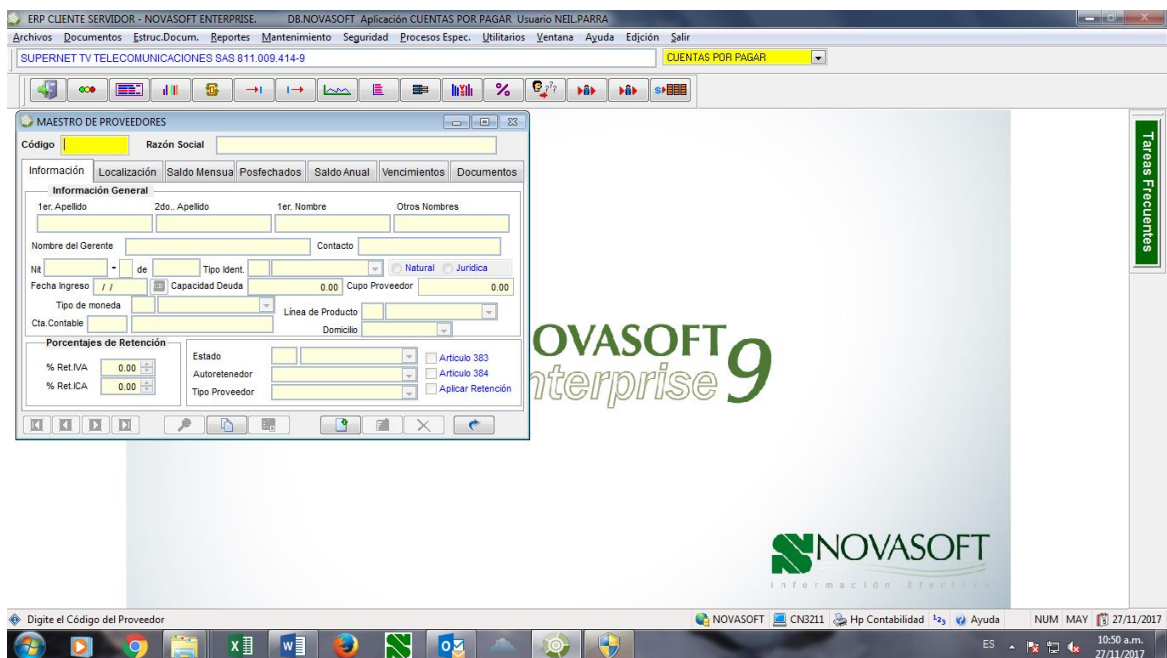 ERP CLIENTE SERVIDOR - NOVASOFT ENTERPRISE. DB.NOVASOFT Aplicación CUENTAS POR PAGAR Usuario NEIL.PARRA
Archivos Documentos Estruc.Docum. Reportes Mantenimiento Seguridad Procesos Espec. Utilitarios Ventana Ayuda Edición Salir
SUPERNET TV TELECOMUNICACIONES SAS 811.009.414-9 CUENTAS POR PAGAR
MAESTRO DE PROVEEDORES
Código Razón Social
Información Localización Saldo Mensua Posfechados Saldo Anual Vencimientos Documentos
Información General
1er. Apellido 2do.. Apellido 1er. Nombre Otros Nombres
Nombre del Gerente Contacto
Nit - de Tipo Ident. Natural Juridica
Fecha Ingreso / / Capacidad Deuda 0.00 Cupo Proveedor 0.00
Tipo de moneda Línea de Producto
Cta.Contable Domicilio
Porcentajes de Retención
% Ret.IVA 0.00
% Ret.ICA 0.00
Estado Articulo 383
Autoretenedor Articulo 384
Tipo Proveedor Aplicar Retención
Tareas Frecuentes
OVASOFT 9
nterprise
NOVASOFT
Información Efectiva
Digite el Código del Proveedor NOVASOFT CN3211 Hp Contabilidad 123 Ayuda NUM MAY 27/11/2017
ES 10:50 a.m.
27/11/2017